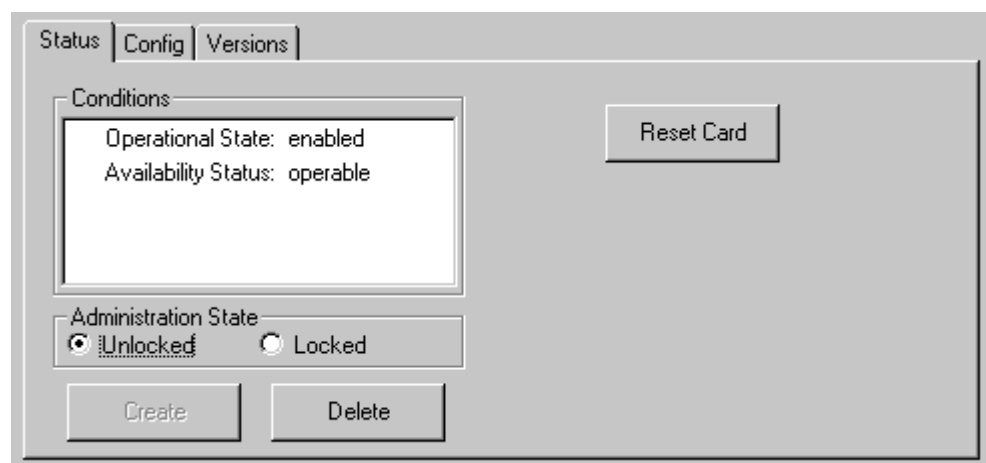 Status Config Versions
Conditions
Operational State: enabled
Availability Status: operable
Reset Card
Administration State
Unlocked Locked
Create Delete